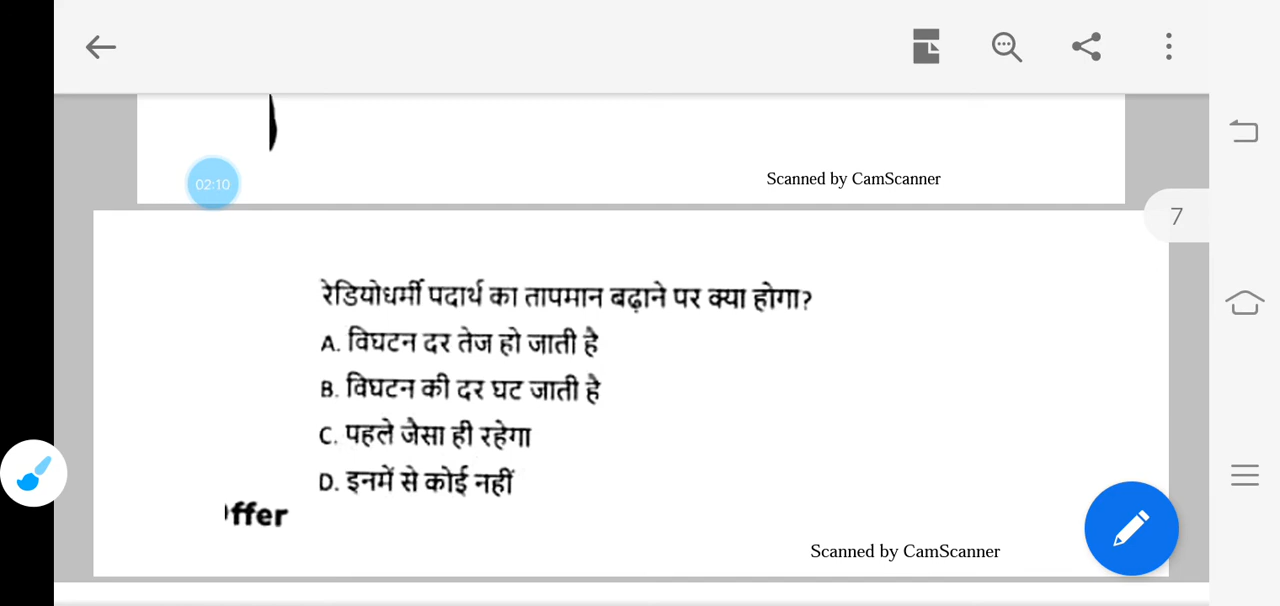 Scanned by CamScanner
02:10
7
रेडियोधर्मी पदार्थ का तापमान बढ़ाने पर क्या होगा?
A. विघटन दर तेज हो जाती है
B. विघटन की दर घट जाती है
C. पहले जैसा ही रहेगा
D. इनमें से कोई नहीं
ffer
Scanned by CamScanner